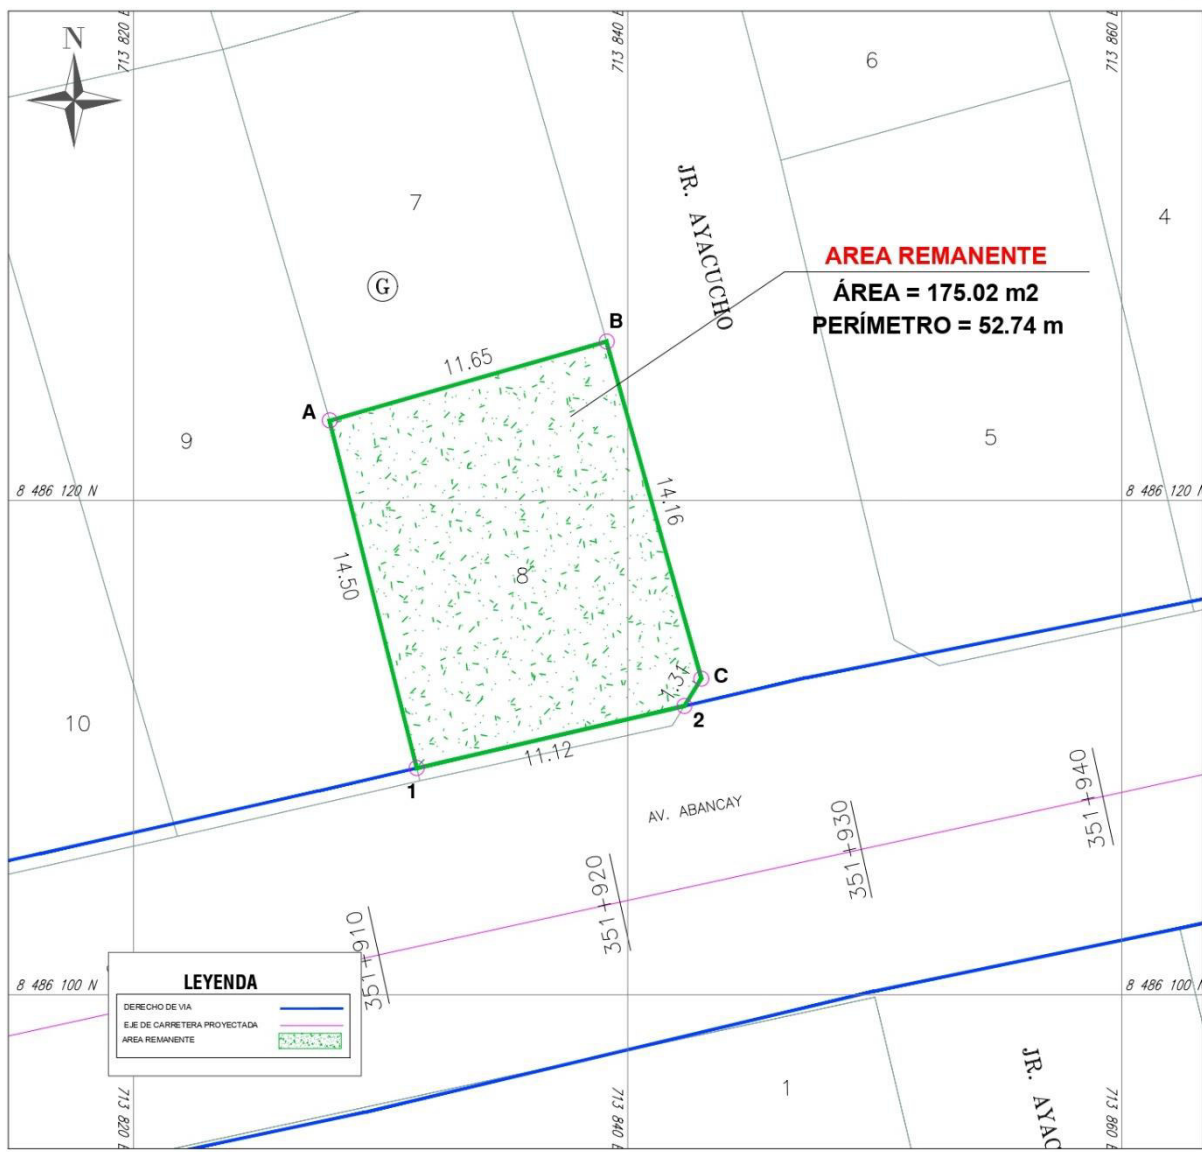 N
713 820 E
713 840
713 860
6
7
4
JR. AYACUCHO
G
AREA REMANENTE
ÁREA = 175.02 m2
PERÍMETRO = 52.74 m
B
11.65
A
9
5
8 486 120 N
8 486 120 N
14.16
14.50
8
C
1.31
2
10
11.12
1
AV. ABANCAY
351+940
351+930
351+920
351+910
LEYENDA
DERECHO DE VIA
EJE DE CARRETERA PROYECTADA
AREA REMANENTE
8 486 100 N
8 486 100 N
JR. AYAC
1
713 820 E
713 840 E
713 860 E